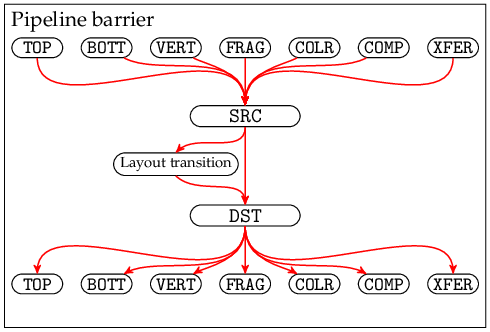 Pipeline barrier
TOP BOTT VERT FRAG COLR COMP XFER
SRC
Layout transition
DST
TOP BOTT VERT FRAG COLR COMP XFER